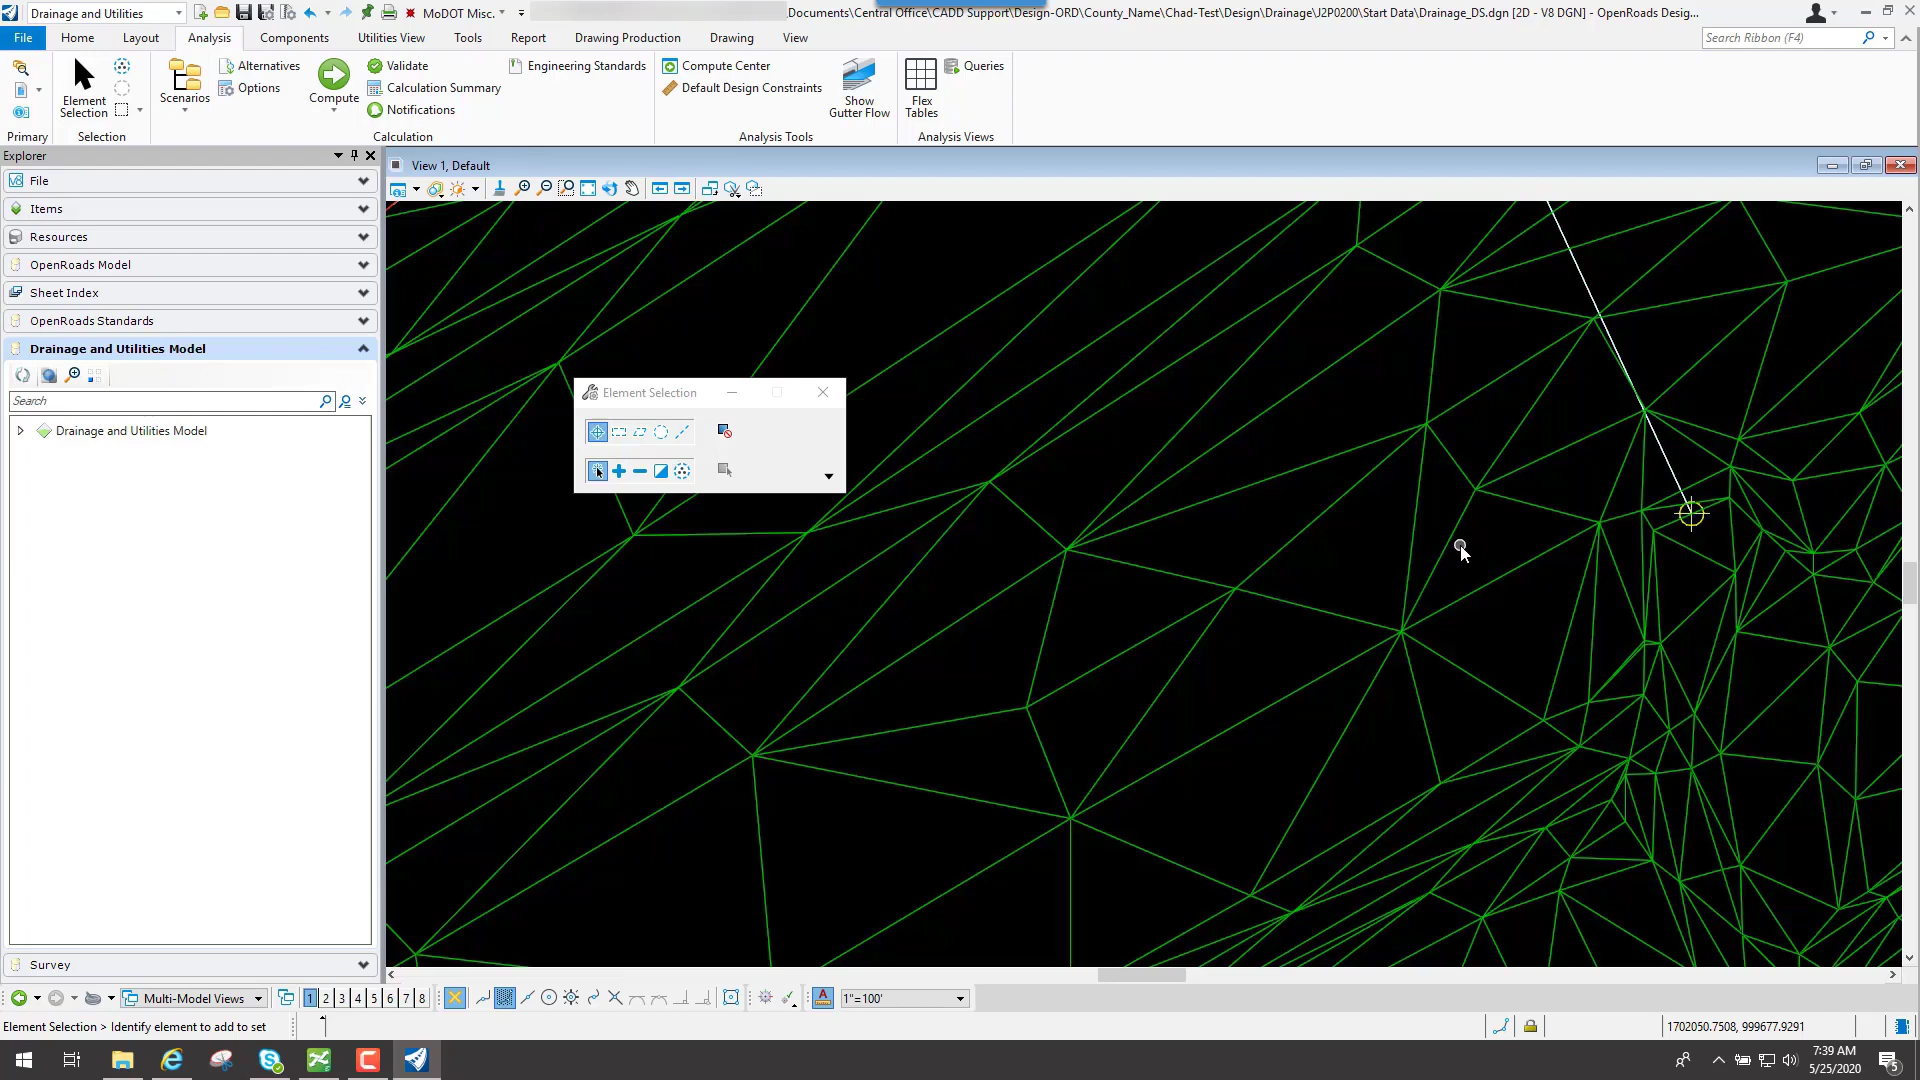 Drainage and Utilities
MoDOT Misc.
.Documents\Central Office\CADD Support\Design-ORD\County_Name\Chad-Test\Design\Drainage\J2P0200\Start Data\Drainage_DS.dgn [2D - V8 DGN] - OpenRoads Desig...
File
Home
Layout
Analysis
Components
Utilities View
Tools
Report
Drawing Production
Drawing
View
Search Ribbon (F4)
Element Selection
Scenarios
Alternatives
Options
Compute
Validate
Calculation Summary
Notifications
Engineering Standards
Compute Center
Default Design Constraints
Show Gutter Flow
Flex Tables
Queries
Primary
Selection
Calculation
Analysis Tools
Analysis Views
Explorer
View 1, Default
File
Items
Resources
OpenRoads Model
Sheet Index
OpenRoads Standards
Drainage and Utilities Model
Search
Drainage and Utilities Model
Element Selection
Survey
Multi-Model Views
1 2 3 4 5 6 7 8
1"=100'
Element Selection > Identify element to add to set
1702050.7508, 999677.9291
7:39 AM
5/25/2020
5